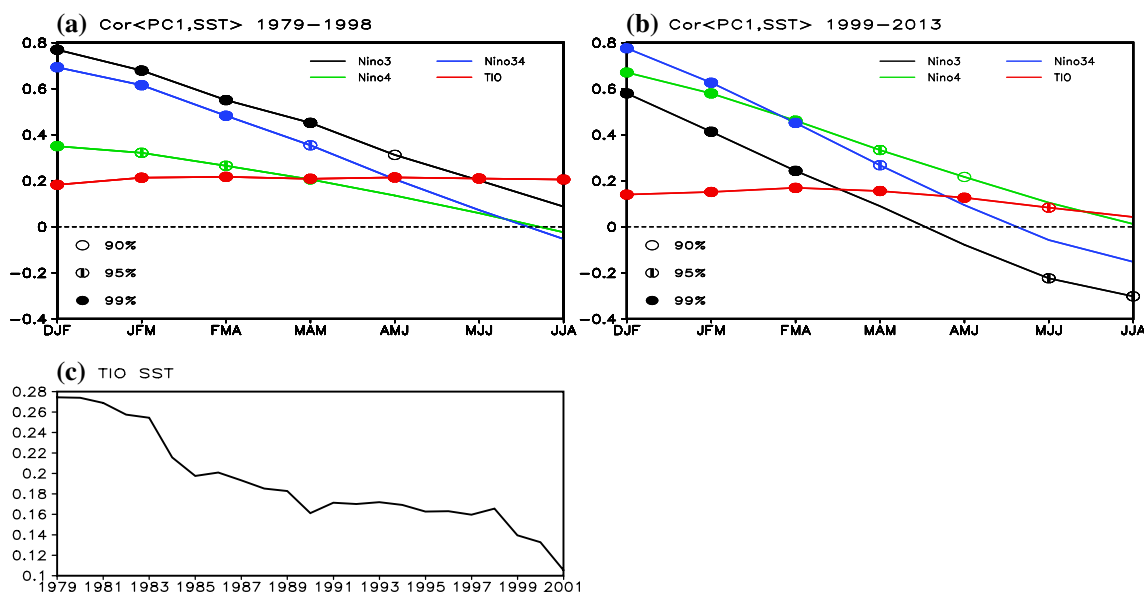 (a) Cor<PC1,SST> 1979-1998
0.8
0.6
0.4
0.2
0
-0.2
-0.4
Nino3
Nino34
Nino4
TIO
90%
95%
99%
DJF JFM FMA MAM AMJ MJJ JJA
(b) Cor<PC1,SST> 1999-2013
0.8
0.6
0.4
0.2
0
-0.2
-0.4
Nino3
Nino34
Nino4
TIO
90%
95%
99%
DJF JFM FMA MAM AMJ MJJ JJA
(c) TIO SST
0.28
0.26
0.24
0.22
0.2
0.18
0.16
0.14
0.12
0.1
1979 1981 1983 1985 1987 1989 1991 1993 1995 1997 1999 2001